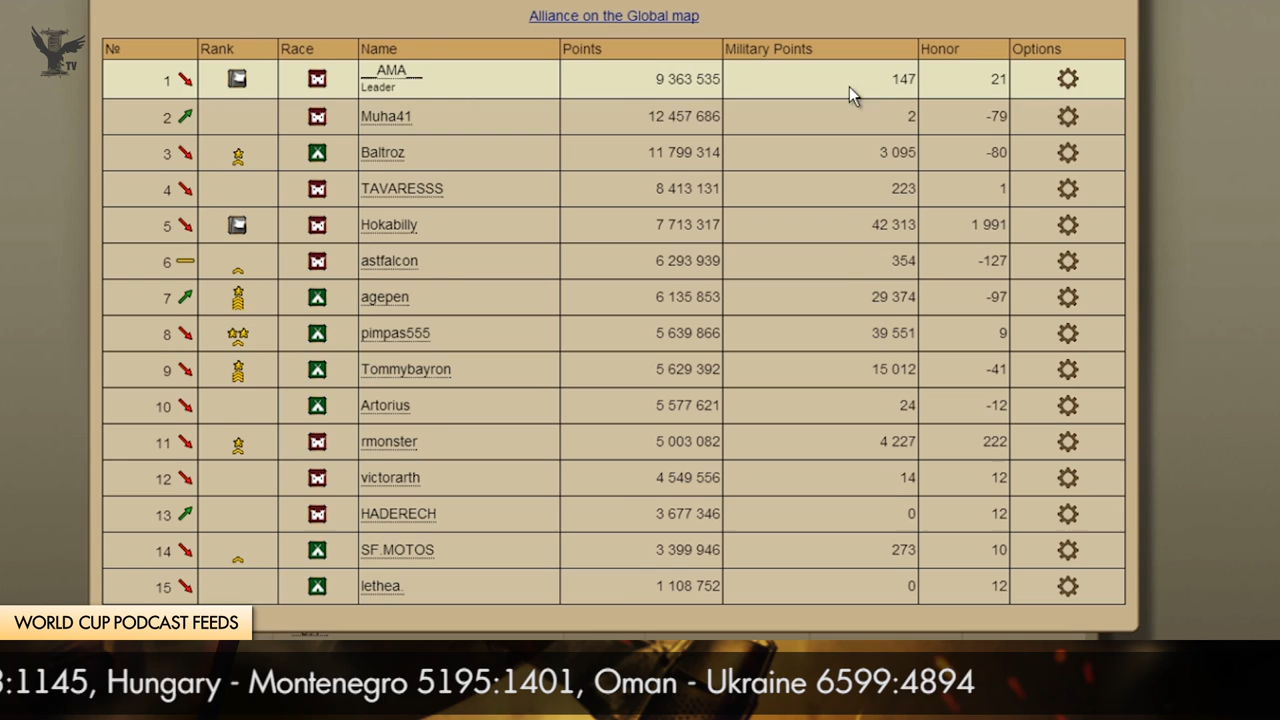 TV
Alliance on the Global map
№ Rank Race Name Points Military Points Honor Options
1 __AMA__ 9 363 535 147 21
Leader
2 Muha41 12 457 686 2 -79
3 Baltroz 11 799 314 3 095 -80
4 TAVARESSS 8 413 131 223 1
5 Hokabilly 7 713 317 42 313 1 991
6 astfalcon 6 293 939 354 -127
7 agepen 6 135 853 29 374 -97
8 pimpas555 5 639 866 39 551 9
9 Tommybayron 5 629 392 15 012 -41
10 Artorius 5 577 621 24 -12
11 rmonster 5 003 082 4 227 222
12 victorarth 4 549 556 14 12
13 HADERECH 3 677 346 0 12
14 SF.MOTOS 3 399 946 273 10
15 lethea. 1 108 752 0 12
WORLD CUP PODCAST FEEDS
:1145, Hungary - Montenegro 5195:1401, Oman - Ukraine 6599:4894